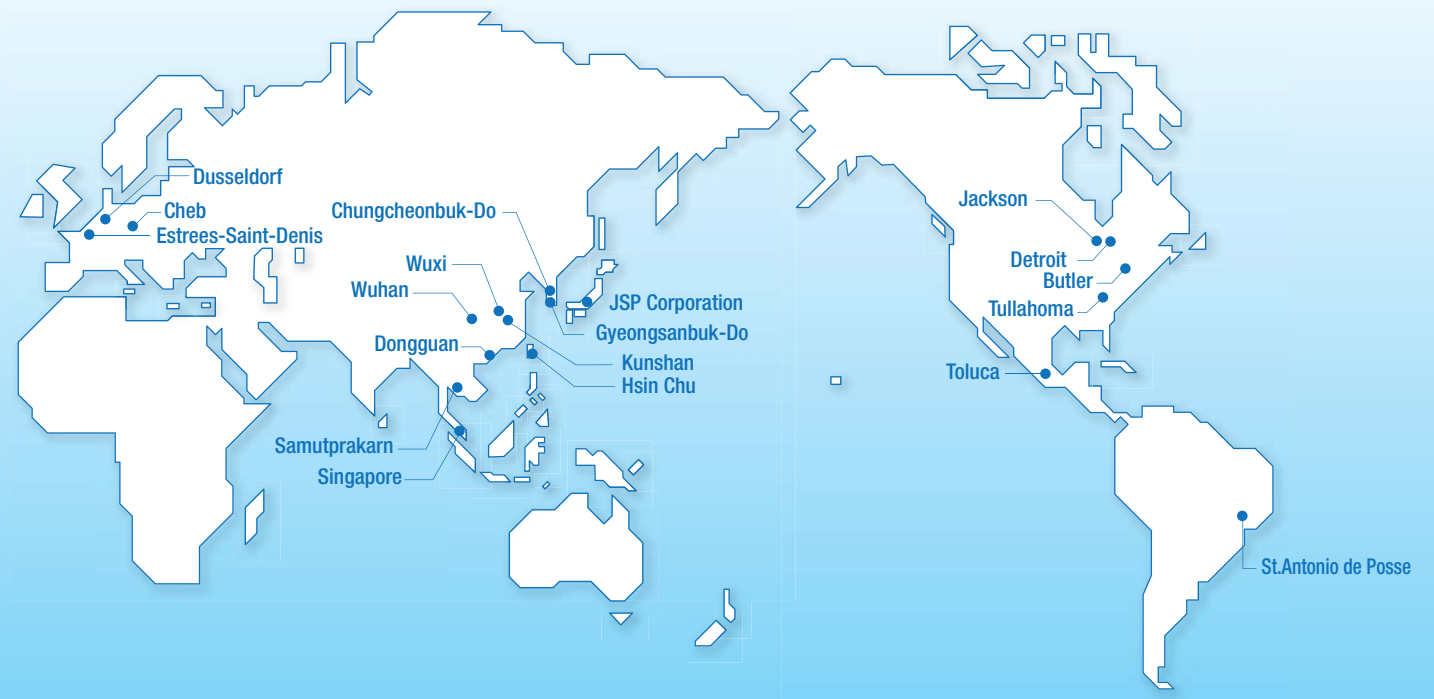 Dusseldorf
Cheb
Estrees-Saint-Denis
Chungcheonbuk-Do
Wuxi
Wuhan
JSP Corporation
Gyeongsanbuk-Do
Dongguan
Kunshan
Hsin Chu
Samutprakarn
Singapore
Jackson
Detroit
Butler
Tullahoma
Toluca
St.Antonio de Posse